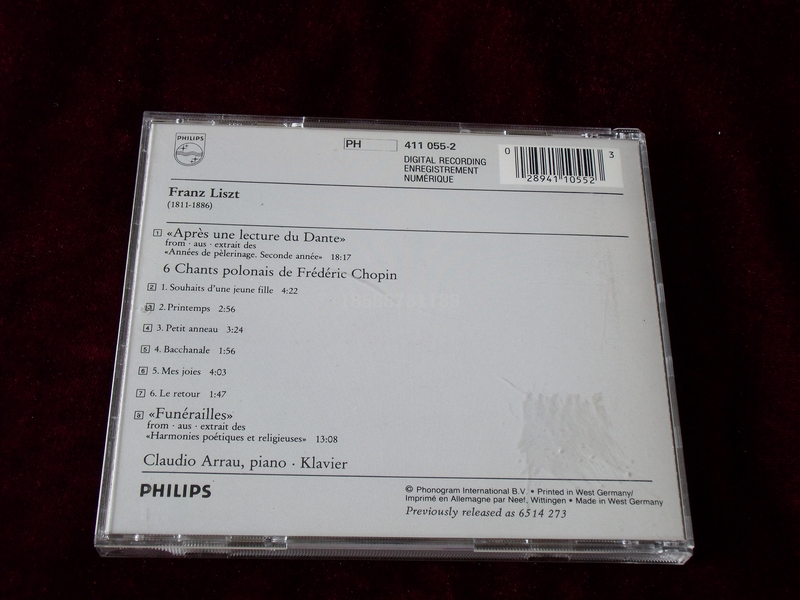 PHILIPS
PH
411 055-2
DIGITAL RECORDING
ENREGISTREMENT
NUMÉRIQUE
0 28941 10552 3
Franz Liszt
(1811-1886)
1 «Après une lecture du Dante»
from · aus · extrait des
«Années de pèlerinage. Seconde année» 18:17
6 Chants polonais de Frédéric Chopin
2 1. Souhaits d'une jeune fille 4:22
3 2. Printemps 2:56
4 3. Petit anneau 3:24
5 4. Bacchanale 1:56
6 5. Mes joies 4:03
7 6. Le retour 1:47
8 «Funérailles»
from · aus · extrait des
«Harmonies poétiques et religieuses» 13:08
Claudio Arrau, piano · Klavier
PHILIPS
© Phonogram International B.V. • Printed in West Germany/
Imprimé en Allemagne par Neef, Wittingen • Made in West Germany
Previously released as 6514 273